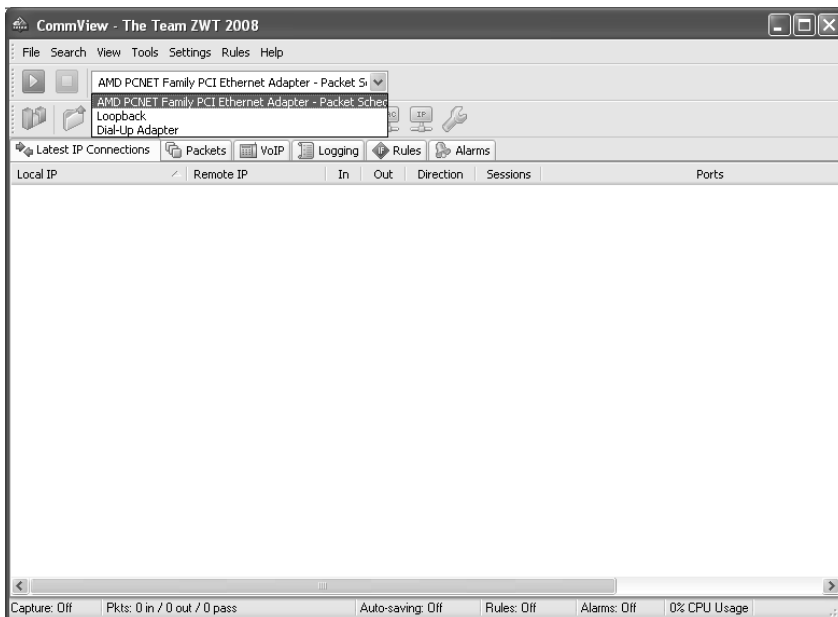 CommView - The Team ZWT 2008
File Search View Tools Settings Rules Help
AMD PCNET Family PCI Ethernet Adapter - Packet S
AMD PCNET Family PCI Ethernet Adapter - Packet Sched
Loopback
Dial-Up Adapter
IP
Latest IP Connections Packets VoIP Logging IF Rules Alarms
Local IP Remote IP In Out Direction Sessions Ports
Capture: Off Pkts: 0 in / 0 out / 0 pass Auto-saving: Off Rules: Off Alarms: Off 0% CPU Usage